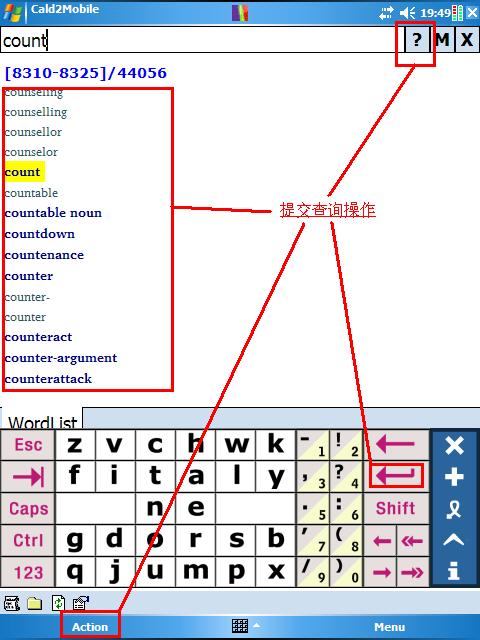 Cald2Mobile 19:49
count ? M X
[8310-8325]/44056
counseling
counselling
counsellor
counselor
count
countable
countable noun
提交查询操作
countdown
countenance
counter
counter-
counter
counteract
counter-argument
counterattack
WordList
Esc z v c h w k - 1 ! 2
f i t a l y , 3 ? 4
Caps n e . 5 : 6 Shift
Ctrl g d o r s b ' 7 ( 8
123 q j u m p x / 9 ) 0
Action Menu